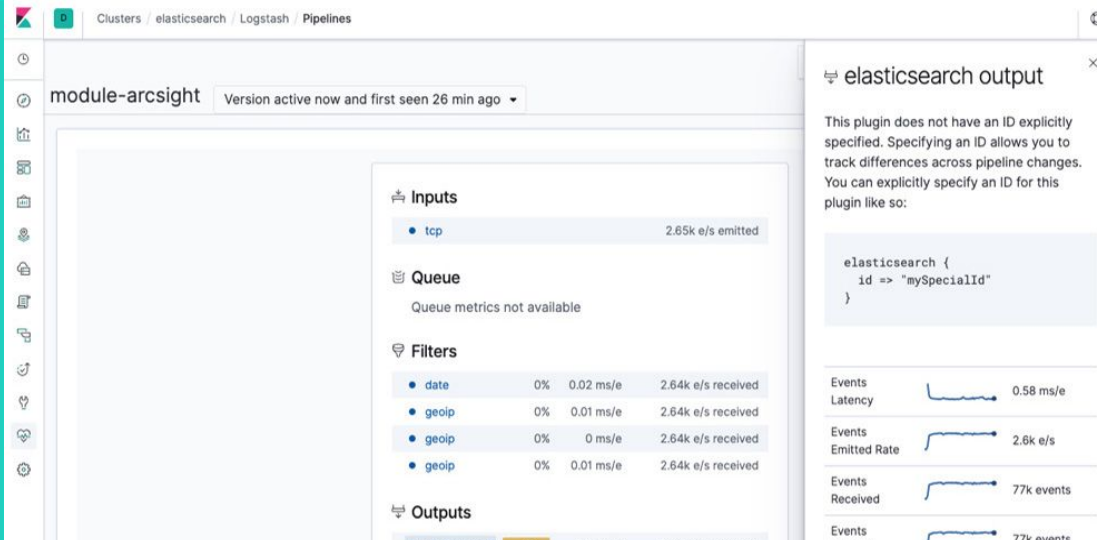 D Clusters / elasticsearch / Logstash / Pipelines
module-arcsight Version active now and first seen 26 min ago
Inputs
tcp 2.65k e/s emitted
Queue
Queue metrics not available
Filters
date 0% 0.02 ms/e 2.64k e/s received
geoip 0% 0.01 ms/e 2.64k e/s received
geoip 0% 0 ms/e 2.64k e/s received
geoip 0% 0.01 ms/e 2.64k e/s received
Outputs
elasticsearch output
This plugin does not have an ID explicitly
specified. Specifying an ID allows you to
track differences across pipeline changes.
You can explicitly specify an ID for this
plugin like so:
elasticsearch {
id => "mySpecialId"
}
Events
Latency
0.58 ms/e
Events
Emitted Rate
2.6k e/s
Events
Received
77k events
Events
77k events